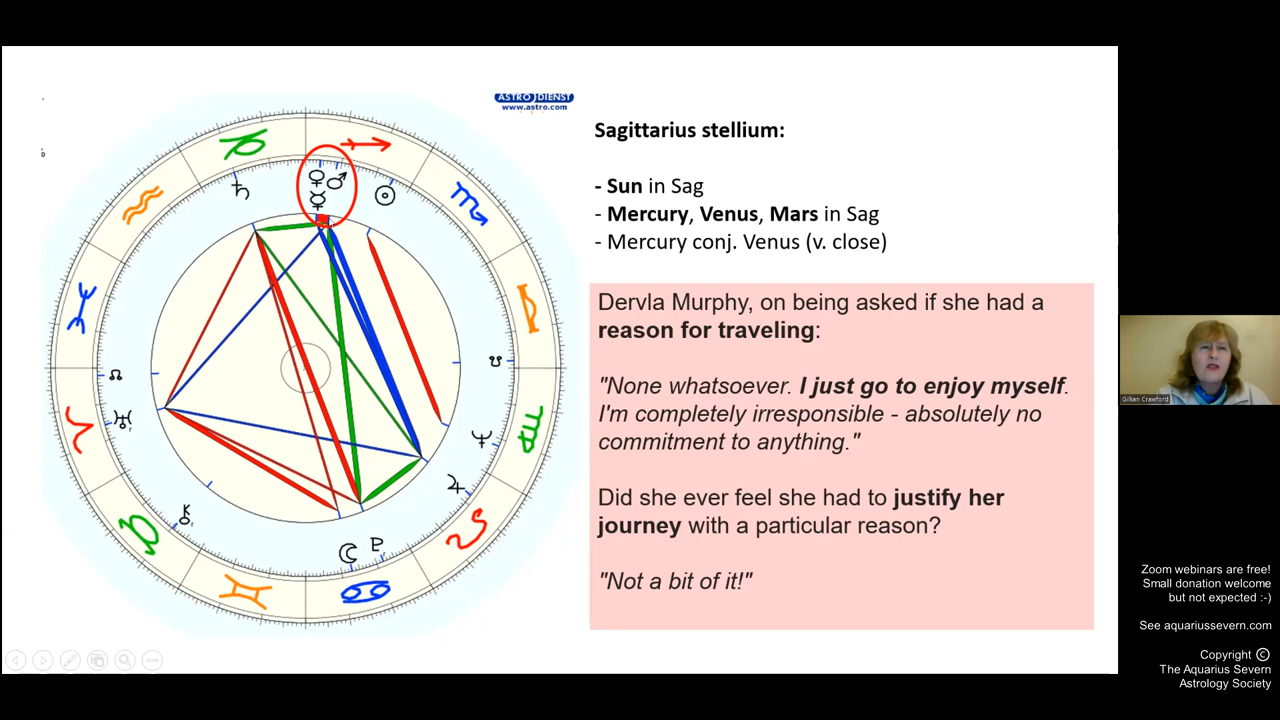 ASTRO DIENST
www.astro.com
Sagittarius stellium:
- Sun in Sag
- Mercury, Venus, Mars in Sag
- Mercury conj. Venus (v. close)
Dervla Murphy, on being asked if she had a
reason for traveling:
"None whatsoever. I just go to enjoy myself.
I'm completely irresponsible - absolutely no
commitment to anything."
Did she ever feel she had to justify her
journey with a particular reason?
"Not a bit of it!"
Gillian Crawford
Zoom webinars are free!
Small donation welcome
but not expected :-)
See aquariussevern.com
Copyright ©
The Aquarius Severn
Astrology Society